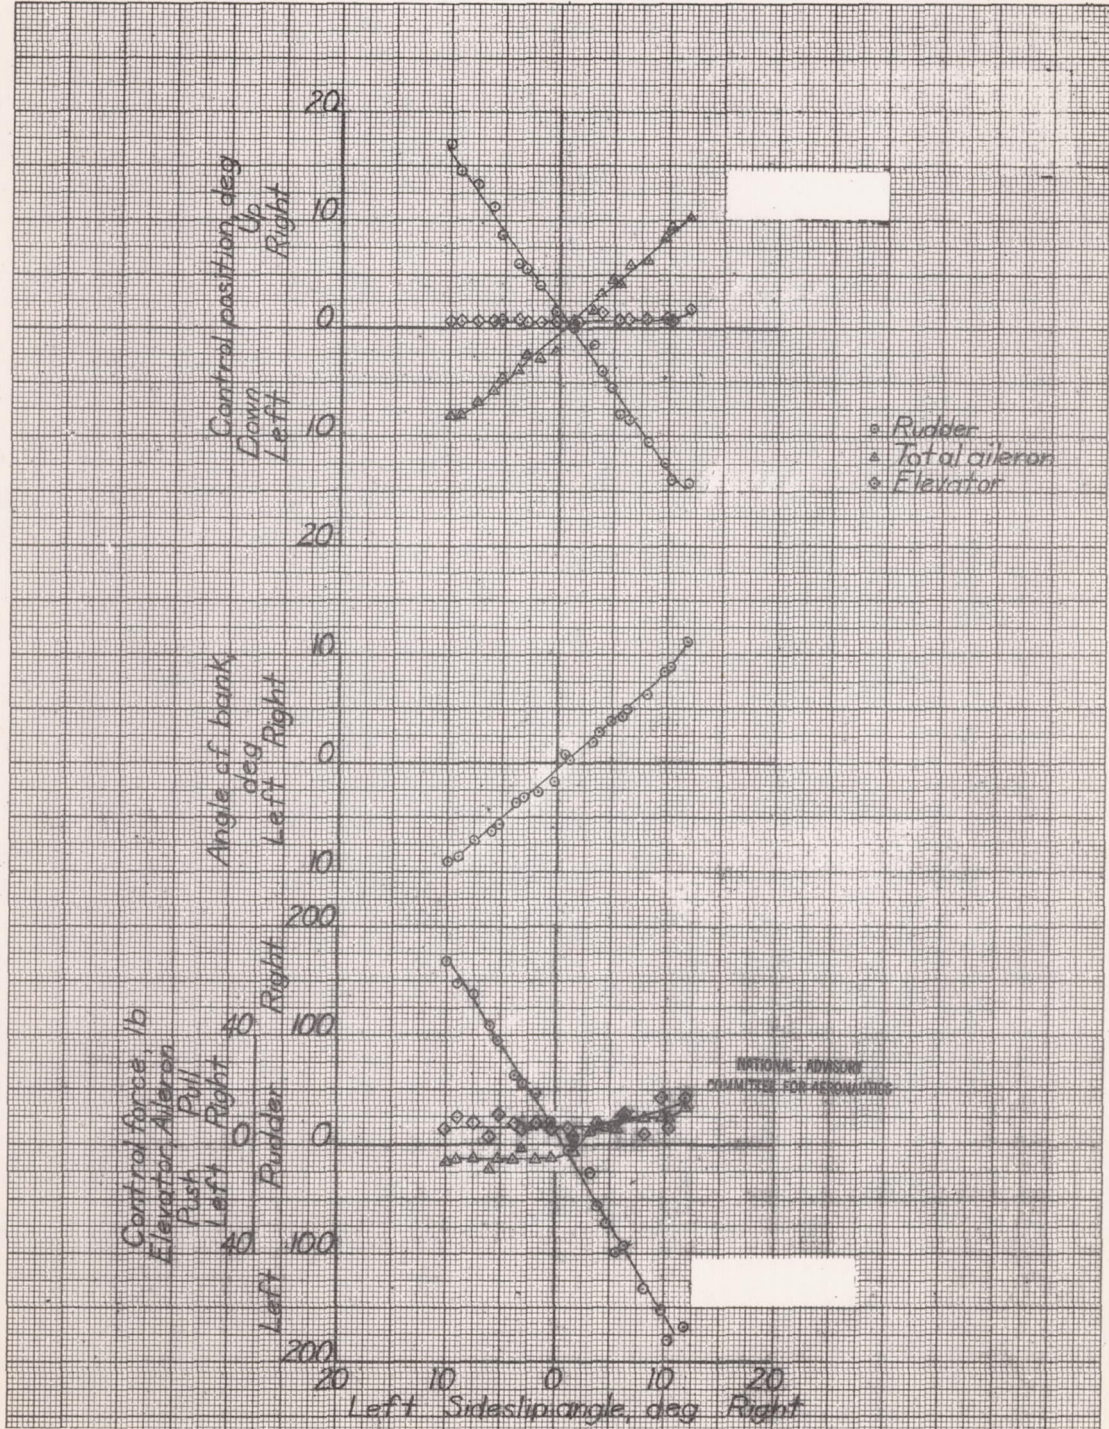 20
10
0
10
20
Control position, deg
Down Up
Left Right
Rudder
Total aileron
Elevator
10
0
10
Angle of bank,
deg
Left Right
200
100
0
100
200
40
0
40
Control force, lb
Elevator Aileron
Push Pull
Left Right
Left Rudder Right
NATIONAL ADVISORY
COMMITTEE FOR AERONAUTICS
20 10 0 10 20
Left Sideslip angle, deg Right